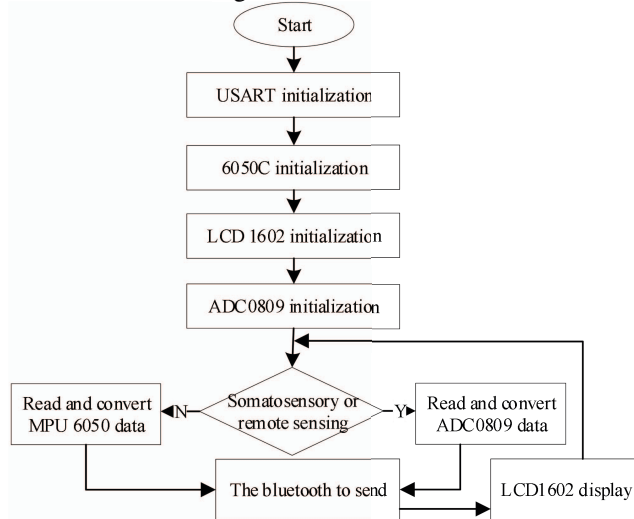 Start
USART initialization
6050C initialization
LCD 1602 initialization
ADC0809 initialization
Somatosensory or
remote sensing
N
Y
Read and convert
MPU 6050 data
Read and convert
ADC0809 data
The bluetooth to send
LCD1602 display